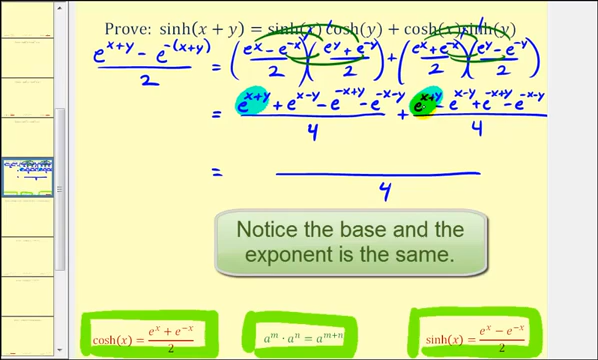 Prove: sinh(x + y) = sinh(x) cosh(y) + cosh(x) sinh(y)
(e^{x+y} - e^{-(x+y)})/2 = ((e^x - e^{-x})/2)((e^y + e^{-y})/2) + ((e^x + e^{-x})/2)((e^y - e^{-y})/2)
= (e^{x+y} + e^{x-y} - e^{-x+y} - e^{-x-y})/4 + (e^{x+y} - e^{x-y} + e^{-x+y} - e^{-x-y})/4
= /4
Notice the base and the
exponent is the same.
cosh(x) = (e^x + e^{-x})/2
a^m · a^n = a^{m+n}
sinh(x) = (e^x - e^{-x})/2